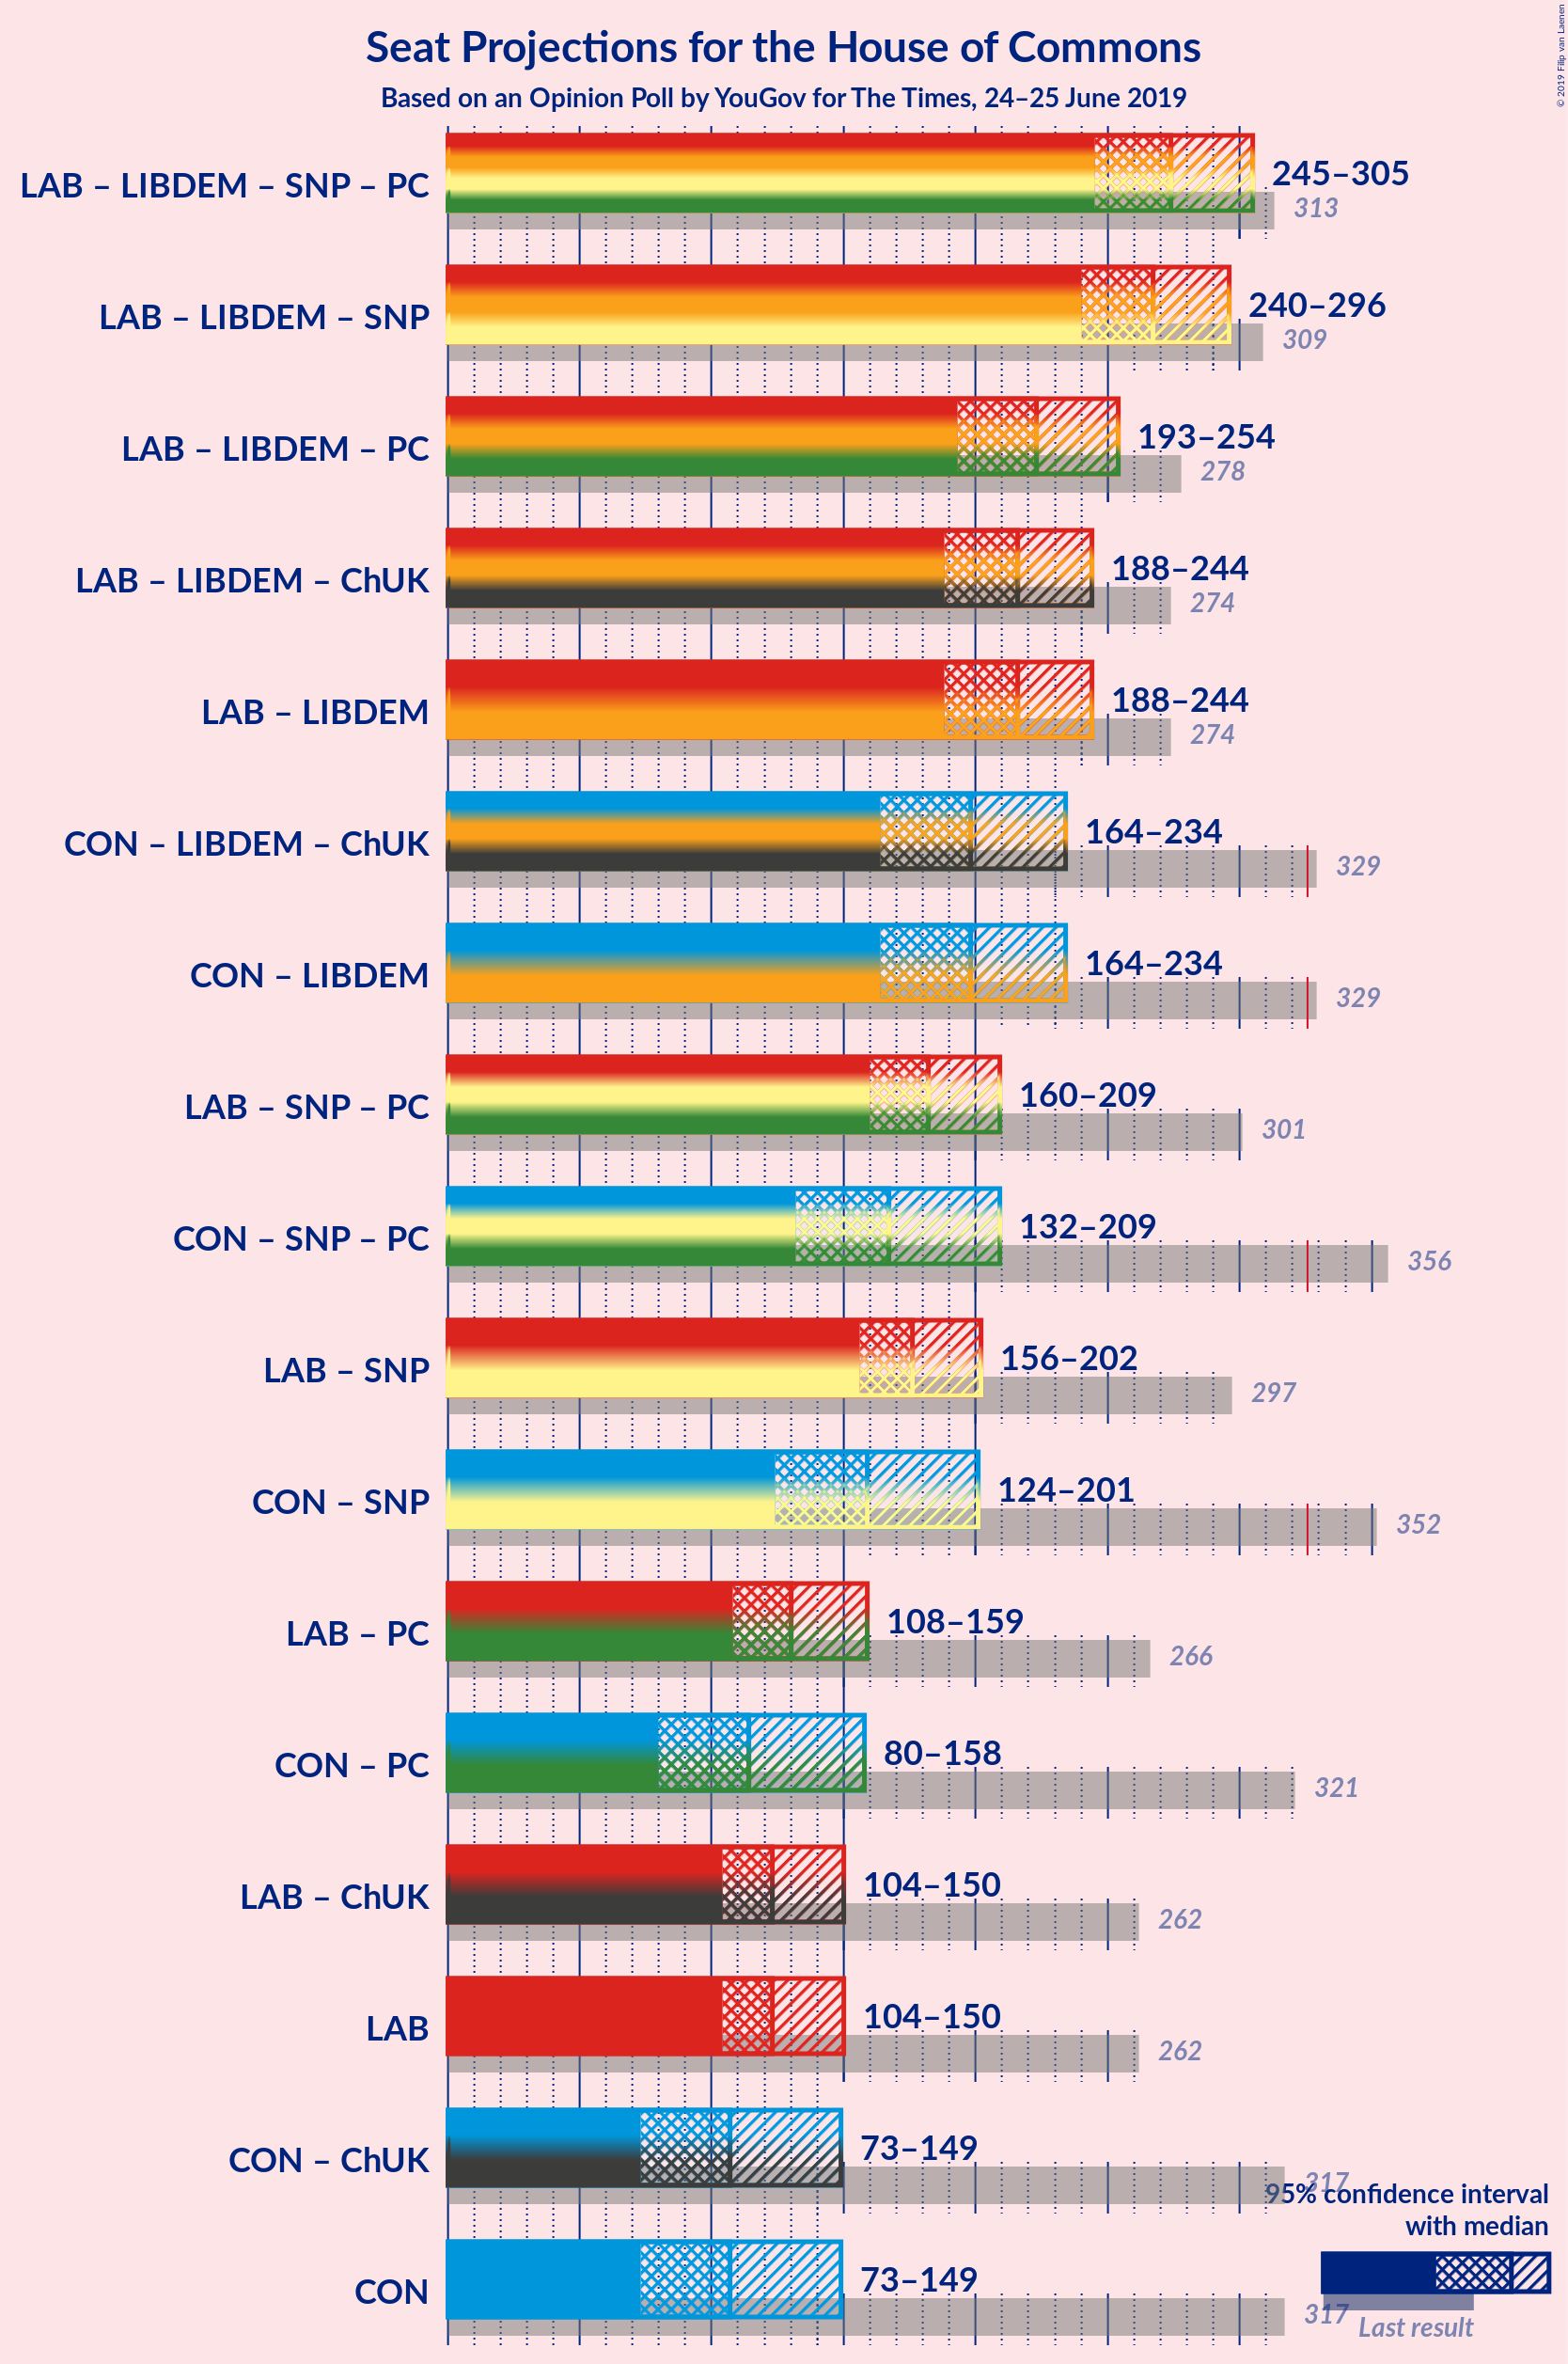 Seat Projections for the House of Commons
Based on an Opinion Poll by YouGov for The Times, 24–25 June 2019
© 2019 Filip van Laenen
LAB – LIBDEM – SNP – PC
245–305
313
LAB – LIBDEM – SNP
240–296
309
LAB – LIBDEM – PC
193–254
278
LAB – LIBDEM – ChUK
188–244
274
LAB – LIBDEM
188–244
274
CON – LIBDEM – ChUK
164–234
329
CON – LIBDEM
164–234
329
LAB – SNP – PC
160–209
301
CON – SNP – PC
132–209
356
LAB – SNP
156–202
297
CON – SNP
124–201
352
LAB – PC
108–159
266
CON – PC
80–158
321
LAB – ChUK
104–150
262
LAB
104–150
262
CON – ChUK
73–149
317
CON
73–149
317
95% confidence interval
with median
Last result